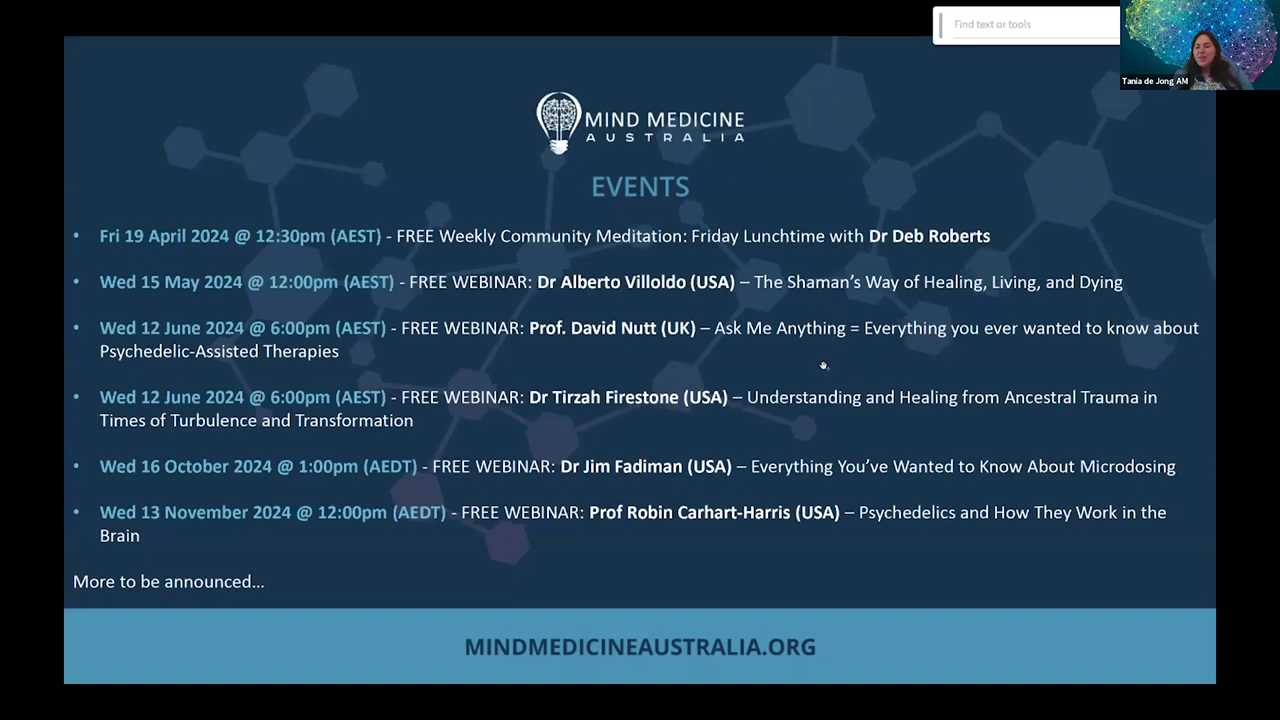 Find text or tools
Tania de Jong AM
MIND MEDICINE
AUSTRALIA
EVENTS
• Fri 19 April 2024 @ 12:30pm (AEST) - FREE Weekly Community Meditation: Friday Lunchtime with Dr Deb Roberts
• Wed 15 May 2024 @ 12:00pm (AEST) - FREE WEBINAR: Dr Alberto Villoldo (USA) – The Shaman's Way of Healing, Living, and Dying
• Wed 12 June 2024 @ 6:00pm (AEST) - FREE WEBINAR: Prof. David Nutt (UK) – Ask Me Anything = Everything you ever wanted to know about
Psychedelic-Assisted Therapies
• Wed 12 June 2024 @ 6:00pm (AEST) - FREE WEBINAR: Dr Tirzah Firestone (USA) – Understanding and Healing from Ancestral Trauma in
Times of Turbulence and Transformation
• Wed 16 October 2024 @ 1:00pm (AEDT) - FREE WEBINAR: Dr Jim Fadiman (USA) – Everything You've Wanted to Know About Microdosing
• Wed 13 November 2024 @ 12:00pm (AEDT) - FREE WEBINAR: Prof Robin Carhart-Harris (USA) – Psychedelics and How They Work in the
Brain
More to be announced...
MINDMEDICINEAUSTRALIA.ORG